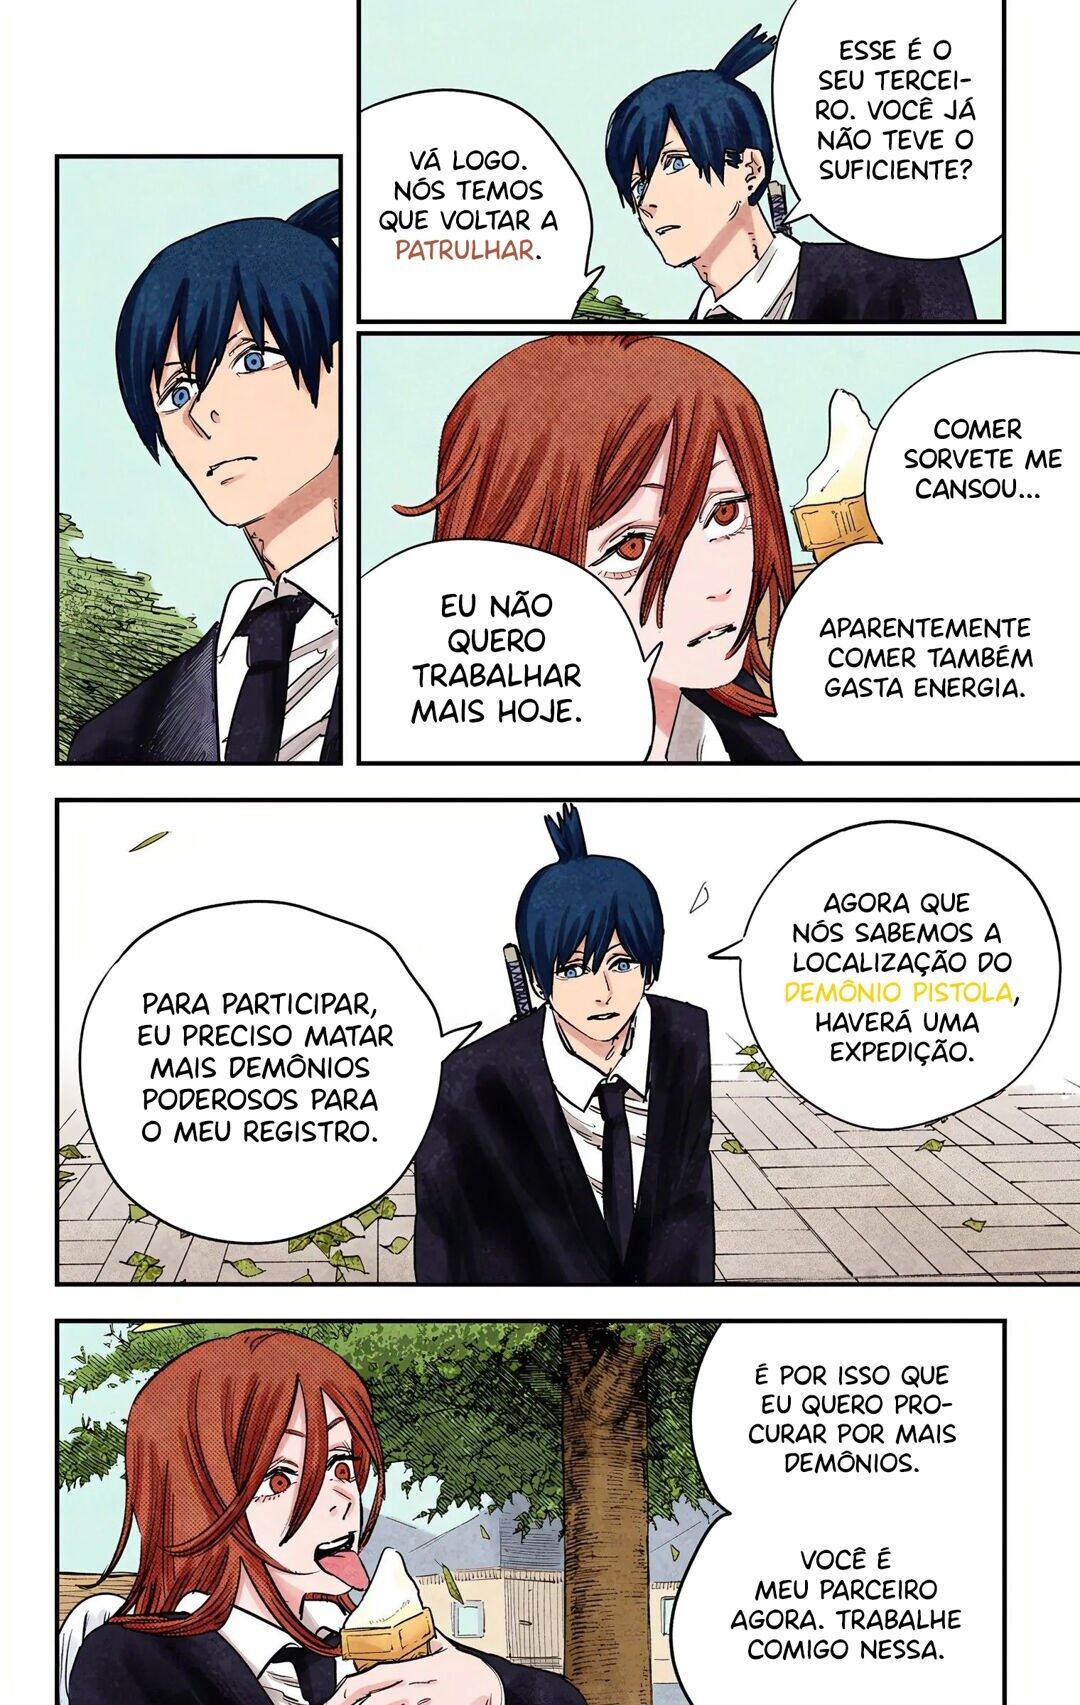 ESSE É O
SEU TERCEI-
RO. VOCÊ JÁ
NÃO TEVE O
SUFICIENTE?
VÁ LOGO.
NÓS TEMOS
QUE VOLTAR A
PATRULHAR.
COMER
SORVETE ME
CANSOU...
APARENTEMENTE
COMER TAMBÉM
GASTA ENERGIA.
EU NÃO
QUERO
TRABALHAR
MAIS HOJE.
AGORA QUE
NÓS SABEMOS A
LOCALIZAÇÃO DO
DEMÔNIO PISTOLA,
HAVERÁ UMA
EXPEDIÇÃO.
PARA PARTICIPAR,
EU PRECISO MATAR
MAIS DEMÔNIOS
PODEROSOS PARA
O MEU REGISTRO.
É POR ISSO QUE
EU QUERO PRO-
CURAR POR MAIS
DEMÔNIOS.
VOCÊ É
MEU PARCEIRO
AGORA. TRABALHE
COMIGO NESSA.